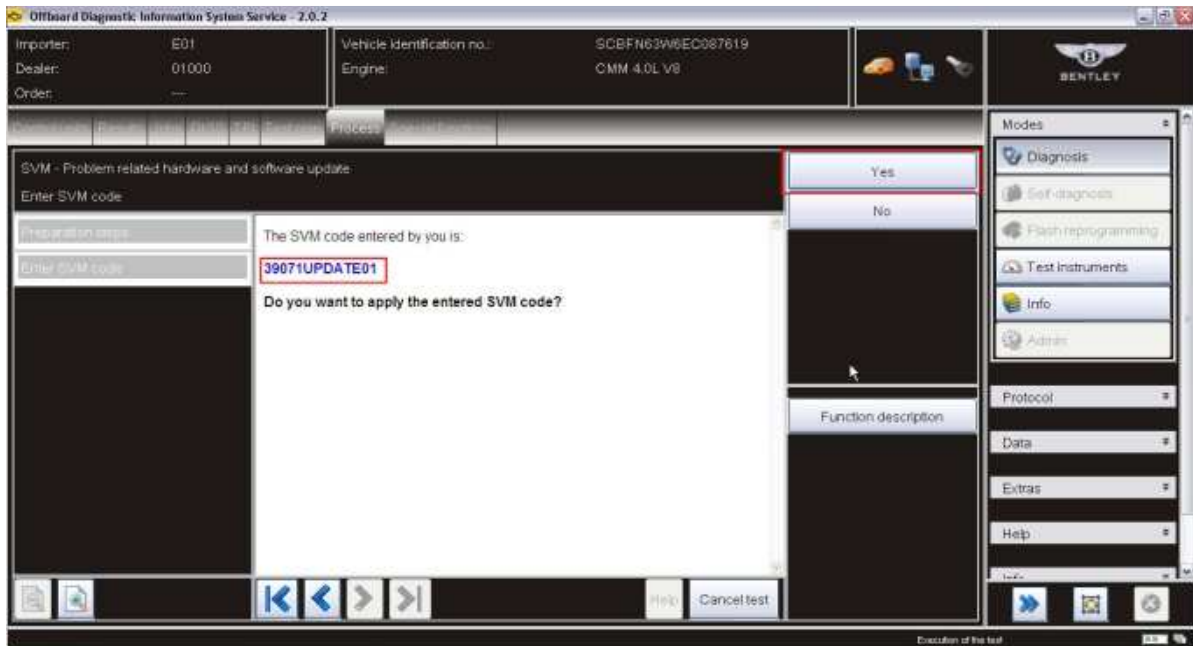 Offboard Diagnostic Information System Service - 2.0.2
Importer: E01
Dealer: 01000
Order: ---
Vehicle identification no.: SCBFN63W6EC087619
Engine: CMM 4.0L V8
BENTLEY
Process
SVM - Problem related hardware and software update
Enter SVM code
Preparation steps
Enter SVM code
The SVM code entered by you is:
39071UPDATE01
Do you want to apply the entered SVM code?
Yes
No
Function description
Help
Cancel test
Modes
Diagnosis
Self-diagnosis
Flash reprogramming
Test instruments
Info
Admin
Protocol
Data
Extras
Help
Info
Execution of the test